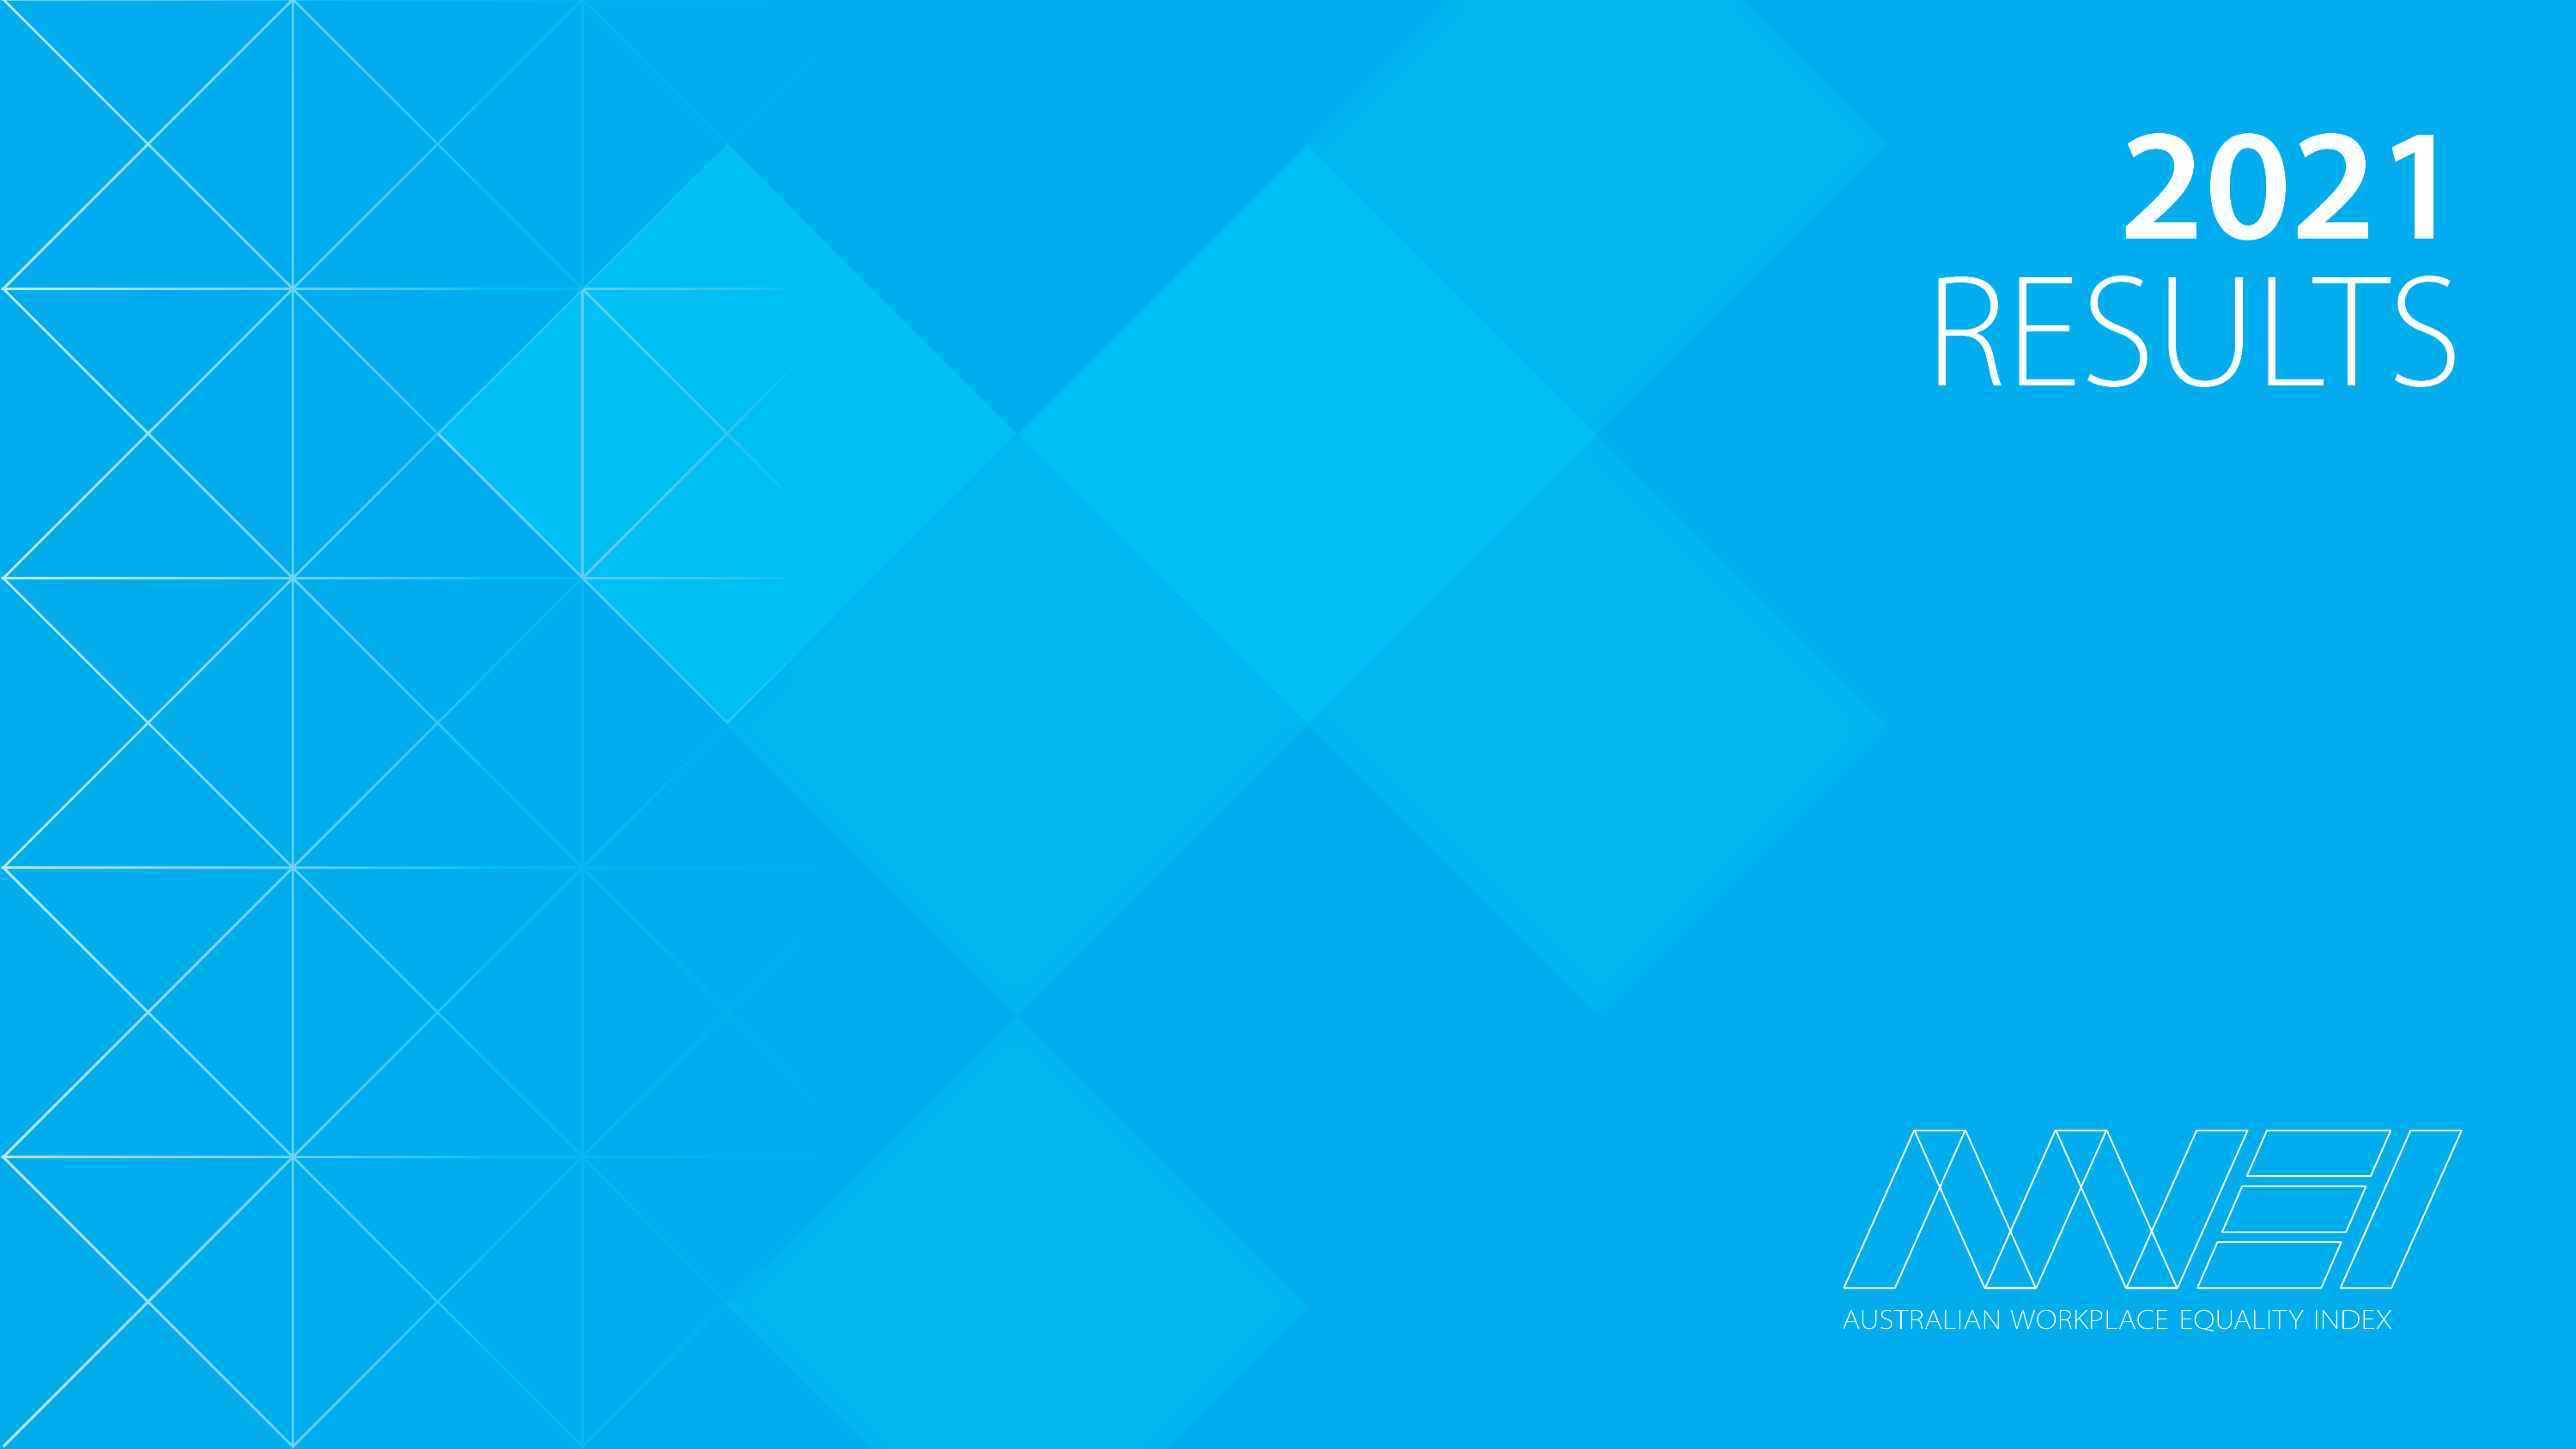 2021
RESULTS
AWEI
AUSTRALIAN WORKPLACE EQUALITY INDEX